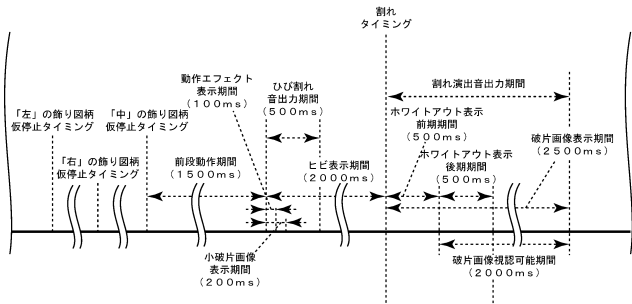 割れ
タイミング
動作エフェクト
表示期間
(100ms)
ひび割れ
音出力期間
(500ms)
割れ演出音出力期間
「左」の飾り図柄
仮停止タイミング
「中」の飾り図柄
仮停止タイミング
ホワイトアウト表示
前期期間
(500ms)
破片画像表示期間
(2500ms)
「右」の飾り図柄
仮停止タイミング
前段動作期間
(1500ms)
ヒビ表示期間
(2000ms)
ホワイトアウト表示
後期期間
(500ms)
小破片画像
表示期間
(200ms)
破片画像視認可能期間
(2000ms)